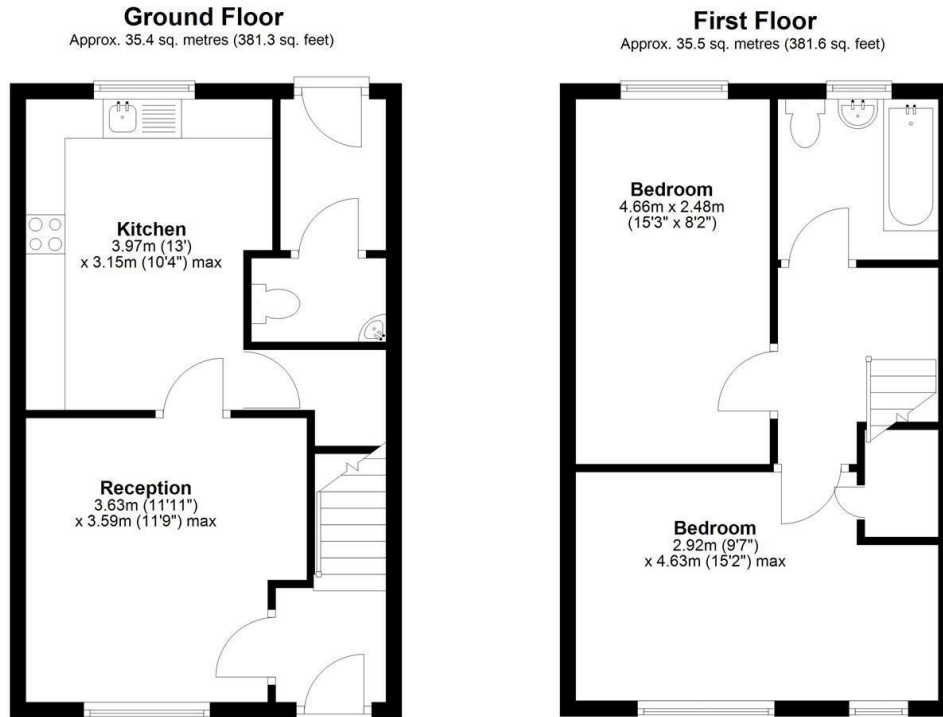 Ground Floor
Approx. 35.4 sq. metres (381.3 sq. feet)
Kitchen
3.97m (13')
x 3.15m (10'4") max
Reception
3.63m (11'11")
x 3.59m (11'9") max
First Floor
Approx. 35.5 sq. metres (381.6 sq. feet)
Bedroom
4.66m x 2.48m
(15'3" x 8'2")
Bedroom
2.92m (9'7")
x 4.63m (15'2") max